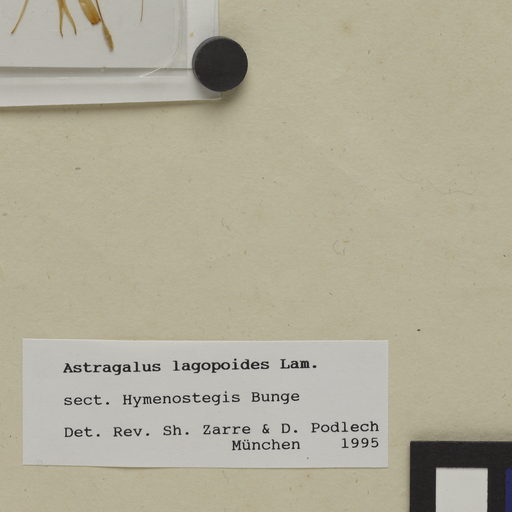 Astragalus lagopoides Lam.
sect. Hymenostegis Bunge
Det. Rev. Sh. Zarre & D. Podlech
München 1995